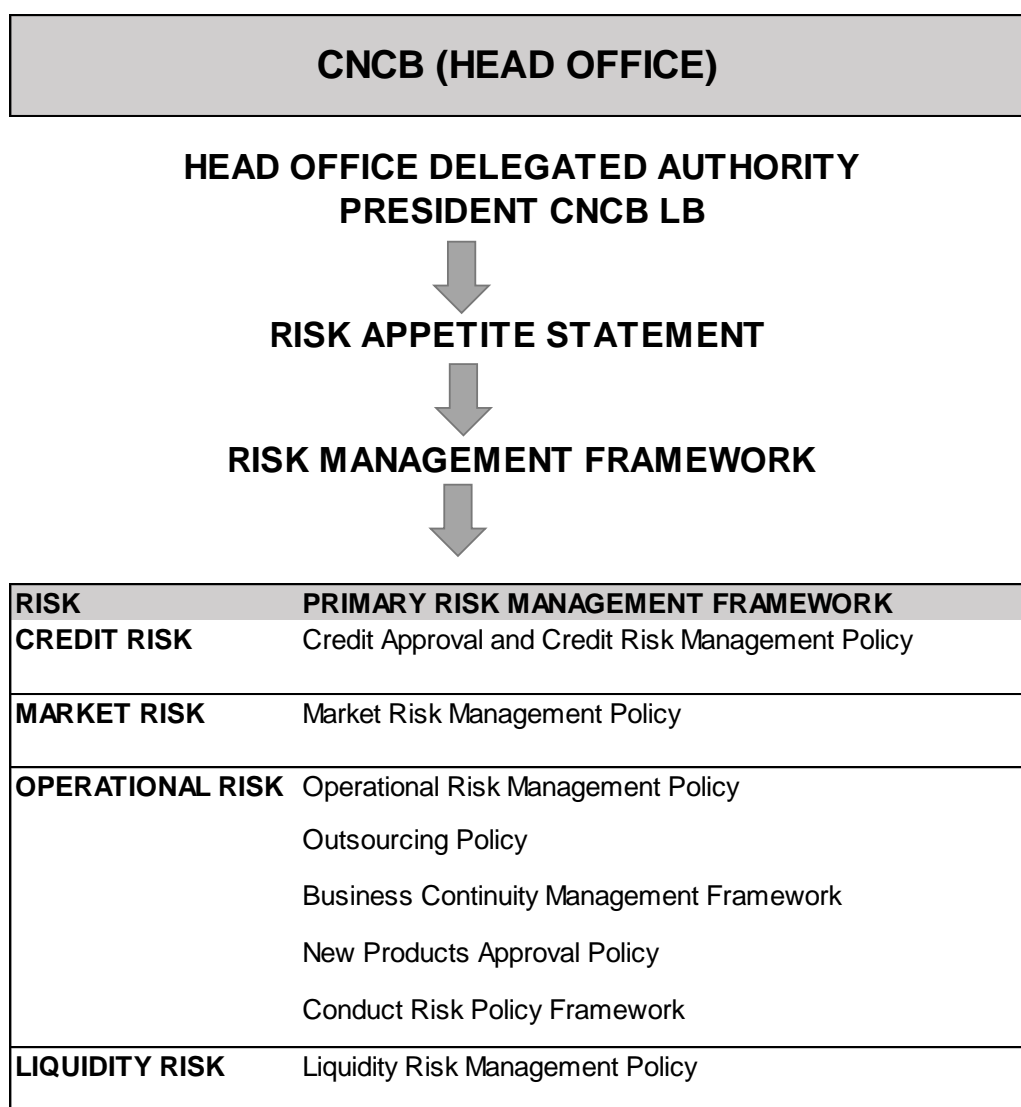 CNCB (HEAD OFFICE)
HEAD OFFICE DELEGATED AUTHORITY
PRESIDENT CNCB LB
RISK APPETITE STATEMENT
RISK MANAGEMENT FRAMEWORK
RISK PRIMARY RISK MANAGEMENT FRAMEWORK
CREDIT RISK Credit Approval and Credit Risk Management Policy
MARKET RISK Market Risk Management Policy
OPERATIONAL RISK Operational Risk Management Policy
Outsourcing Policy
Business Continuity Management Framework
New Products Approval Policy
Conduct Risk Policy Framework
LIQUIDITY RISK Liquidity Risk Management Policy